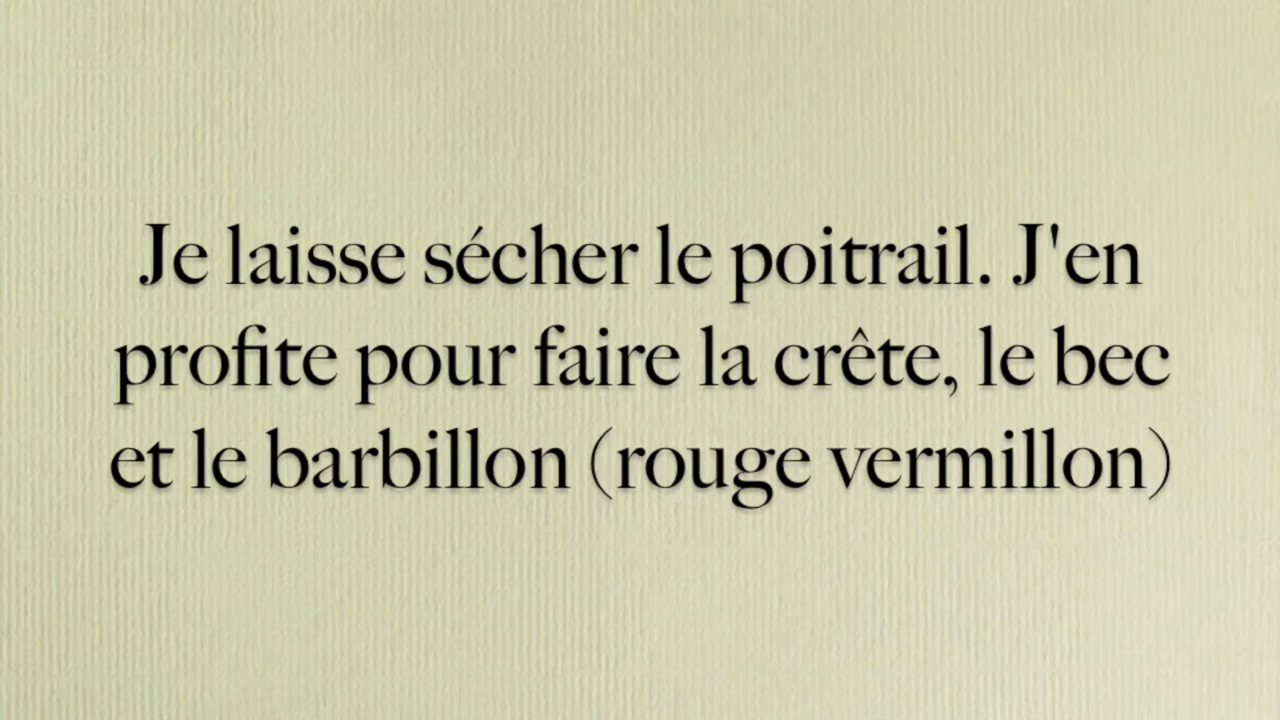 Je laisse sécher le poitrail. J'en
profite pour faire la crête, le bec
et le barbillon (rouge vermillon)